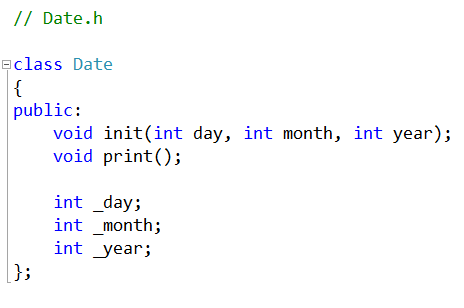 // Date.h
class Date
{
public:
void init(int day, int month, int year);
void print();
int _day;
int _month;
int _year;
};